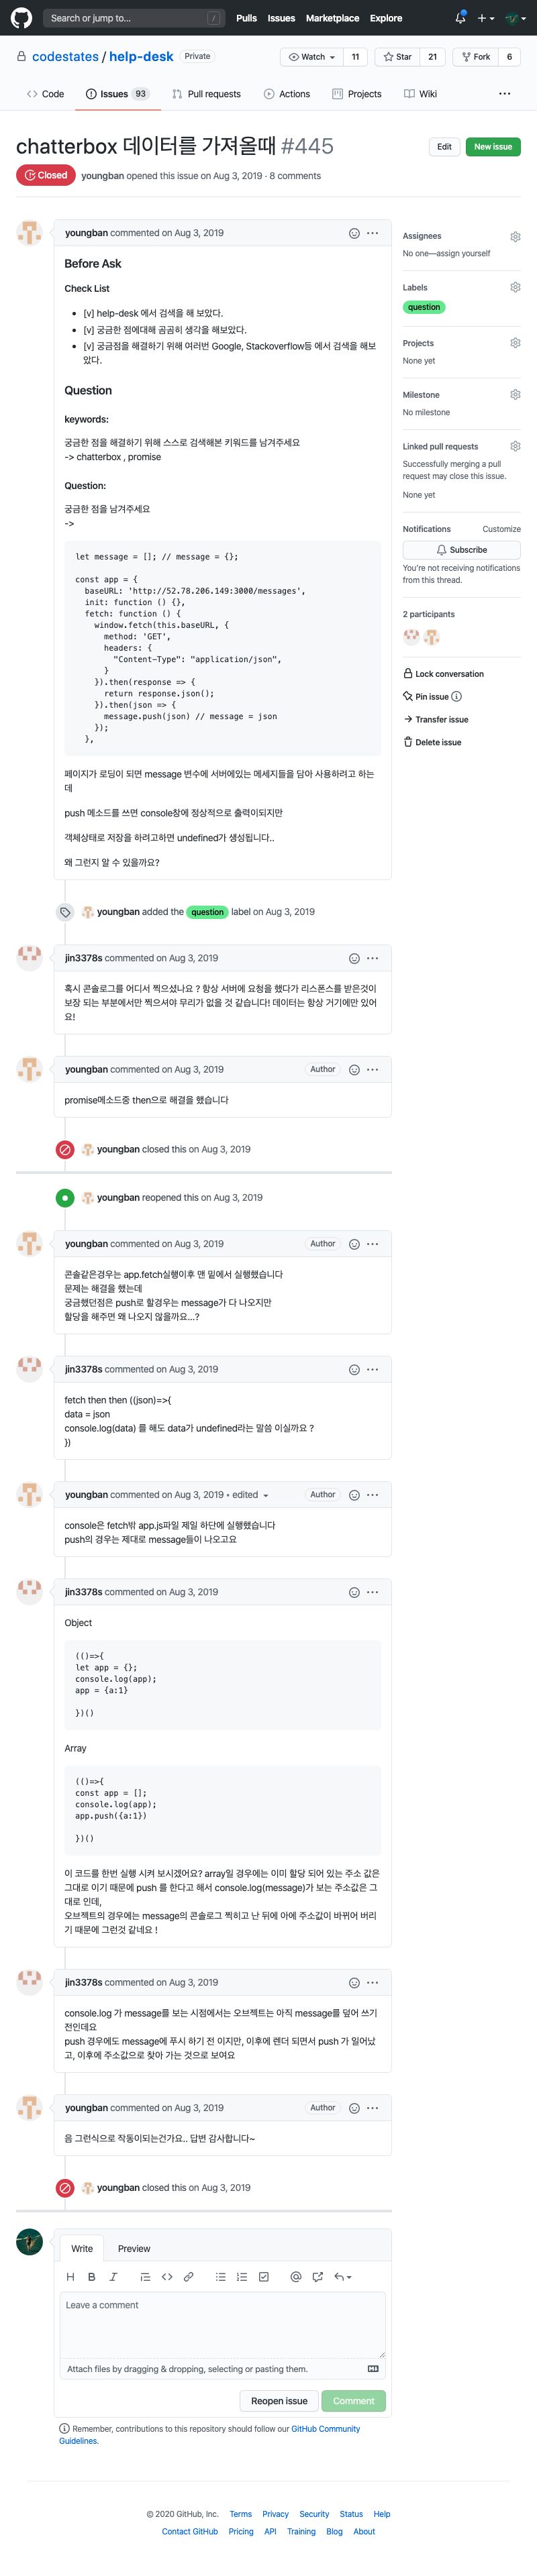 Search or jump to...
/
Pulls Issues Marketplace Explore
codestates / help-desk Private
Watch 11 Star 21 Fork 6
Code Issues 93 Pull requests Actions Projects Wiki
chatterbox 데이터를 가져올때 #445
Edit New issue
Closed youngban opened this issue on Aug 3, 2019 · 8 comments
youngban commented on Aug 3, 2019
Before Ask
Check List
• [v] help-desk 에서 검색을 해 보았다.
• [v] 궁금한 점에대해 곰곰히 생각을 해보았다.
• [v] 궁금점을 해결하기 위해 여러번 Google, Stackoverflow등 에서 검색을 해보
았다.
Question
keywords:
궁금한 점을 해결하기 위해 스스로 검색해본 키워드를 남겨주세요
-> chatterbox , promise
Question:
궁금한 점을 남겨주세요
->
let message = []; // message = {};
const app = {
baseURL: 'http://52.78.206.149:3000/messages',
init: function () {},
fetch: function () {
window.fetch(this.baseURL, {
method: 'GET',
headers: {
"Content-Type": "application/json",
}
}).then(response => {
return response.json();
}).then(json => {
message.push(json) // message = json
});
},
페이지가 로딩이 되면 message 변수에 서버에있는 메세지들을 담아 사용하려고 하는
데
push 메소드를 쓰면 console창에 정상적으로 출력이되지만
객체상태로 저장을 하려고하면 undefined가 생성됩니다..
왜 그런지 알 수 있을까요?
Assignees
No one—assign yourself
Labels
question
Projects
None yet
Milestone
No milestone
Linked pull requests
Successfully merging a pull
request may close this issue.
None yet
Notifications Customize
Subscribe
You're not receiving notifications
from this thread.
2 participants
Lock conversation
Pin issue
Transfer issue
Delete issue
youngban added the question label on Aug 3, 2019
jin3378s commented on Aug 3, 2019
혹시 콘솔로그를 어디서 찍으셨나요 ? 항상 서버에 요청을 했다가 리스폰스를 받은것이
보장 되는 부분에서만 찍으셔야 무리가 없을 것 같습니다! 데이터는 항상 거기에만 있어
요!
youngban commented on Aug 3, 2019 Author
promise메소드중 then으로 해결을 했습니다
youngban closed this on Aug 3, 2019
youngban reopened this on Aug 3, 2019
youngban commented on Aug 3, 2019 Author
콘솔같은경우는 app.fetch실행이후 맨 밑에서 실행했습니다
문제는 해결을 했는데
궁금했던점은 push로 할경우는 message가 다 나오지만
할당을 해주면 왜 나오지 않을까요...?
jin3378s commented on Aug 3, 2019
fetch then then ((json)=>{
data = json
console.log(data) 를 해도 data가 undefined라는 말씀 이실까요 ?
})
youngban commented on Aug 3, 2019 • edited Author
console은 fetch밖 app.js파일 제일 하단에 실행했습니다
push의 경우는 제대로 message들이 나오고요
jin3378s commented on Aug 3, 2019
Object
(()=>{
let app = {};
console.log(app);
app = {a:1}
})()
Array
(()=>{
const app = [];
console.log(app);
app.push({a:1})
})()
이 코드를 한번 실행 시켜 보시겠어요? array일 경우에는 이미 할당 되어 있는 주소 값은
그대로 이기 때문에 push 를 한다고 해서 console.log(message)가 보는 주소값은 그
대로 인데,
오브젝트의 경우에는 message의 콘솔로그 찍히고 난 뒤에 아에 주소값이 바뀌어 버리
기 때문에 그런것 같네요 !
jin3378s commented on Aug 3, 2019
console.log 가 message를 보는 시점에서는 오브젝트는 아직 message를 덮어 쓰기
전인데요
push 경우에도 message에 푸시 하기 전 이지만, 이후에 렌더 되면서 push 가 일어났
고, 이후에 주소값으로 찾아 가는 것으로 보여요
youngban commented on Aug 3, 2019 Author
음 그런식으로 작동이되는건가요.. 답변 감사합니다~
youngban closed this on Aug 3, 2019
Write Preview
H B I
Leave a comment
Attach files by dragging & dropping, selecting or pasting them.
Reopen issue Comment
Remember, contributions to this repository should follow our GitHub Community
Guidelines.
© 2020 GitHub, Inc. Terms Privacy Security Status Help
Contact GitHub Pricing API Training Blog About